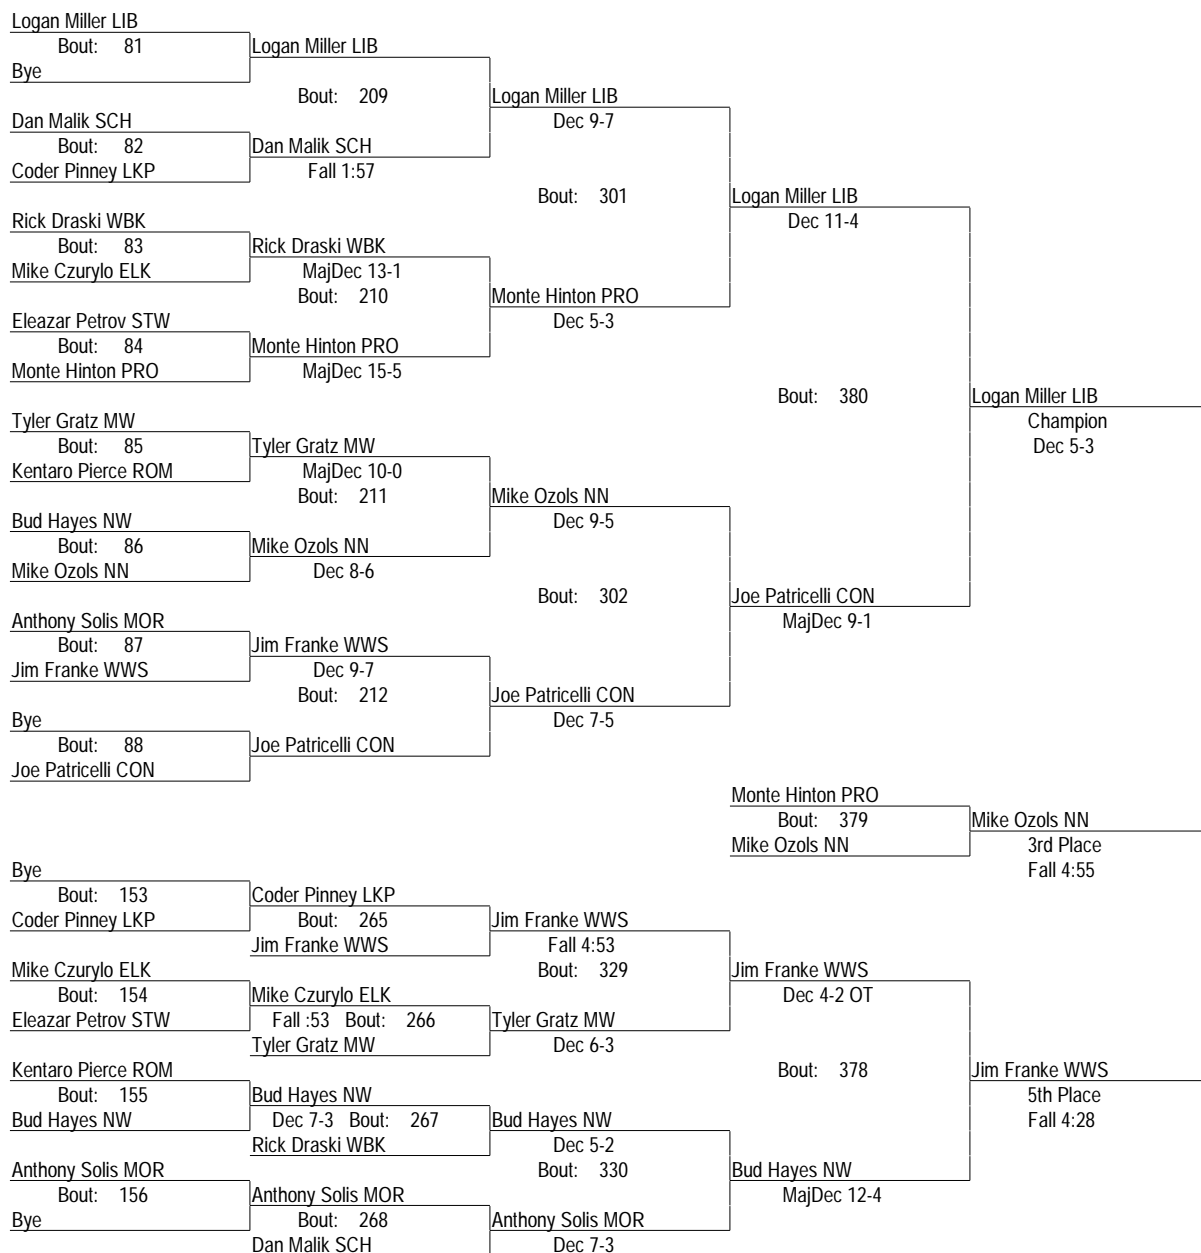 Logan Miller LIB
Bout: 81
Logan Miller LIB
Bye
Bout: 209
Logan Miller LIB
Dan Malik SCH
Dec 9-7
Bout: 82
Dan Malik SCH
Coder Pinney LKP
Fall 1:57
Bout: 301
Logan Miller LIB
Rick Draski WBK
Dec 11-4
Bout: 83
Rick Draski WBK
Mike Czurylo ELK
MajDec 13-1
Bout: 210
Monte Hinton PRO
Eleazar Petrov STW
Dec 5-3
Bout: 84
Monte Hinton PRO
Monte Hinton PRO
MajDec 15-5
Bout: 380
Logan Miller LIB
Tyler Gratz MW
Champion
Bout: 85
Tyler Gratz MW
Dec 5-3
Kentaro Pierce ROM
MajDec 10-0
Bout: 211
Mike Ozols NN
Bud Hayes NW
Dec 9-5
Bout: 86
Mike Ozols NN
Mike Ozols NN
Dec 8-6
Bout: 302
Joe Patricelli CON
Anthony Solis MOR
MajDec 9-1
Bout: 87
Jim Franke WWS
Jim Franke WWS
Dec 9-7
Bout: 212
Joe Patricelli CON
Bye
Dec 7-5
Bout: 88
Joe Patricelli CON
Joe Patricelli CON
Monte Hinton PRO
Bout: 379
Mike Ozols NN
Mike Ozols NN
3rd Place
Fall 4:55
Bye
Bout: 153
Coder Pinney LKP
Coder Pinney LKP
Bout: 265
Jim Franke WWS
Jim Franke WWS
Fall 4:53
Mike Czurylo ELK
Bout: 329
Jim Franke WWS
Bout: 154
Mike Czurylo ELK
Dec 4-2 OT
Eleazar Petrov STW
Fall :53 Bout: 266
Tyler Gratz MW
Tyler Gratz MW
Dec 6-3
Kentaro Pierce ROM
Bout: 378
Jim Franke WWS
Bout: 155
Bud Hayes NW
5th Place
Bud Hayes NW
Dec 7-3 Bout: 267
Bud Hayes NW
Fall 4:28
Rick Draski WBK
Dec 5-2
Anthony Solis MOR
Bout: 330
Bud Hayes NW
Bout: 156
Anthony Solis MOR
MajDec 12-4
Bye
Bout: 268
Anthony Solis MOR
Dan Malik SCH
Dec 7-3